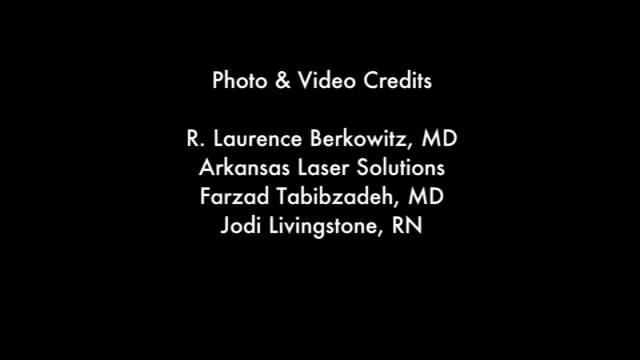 Photo & Video Credits
R. Laurence Berkowitz, MD
Arkansas Laser Solutions
Farzad Tabibzadeh, MD
Jodi Livingstone, RN